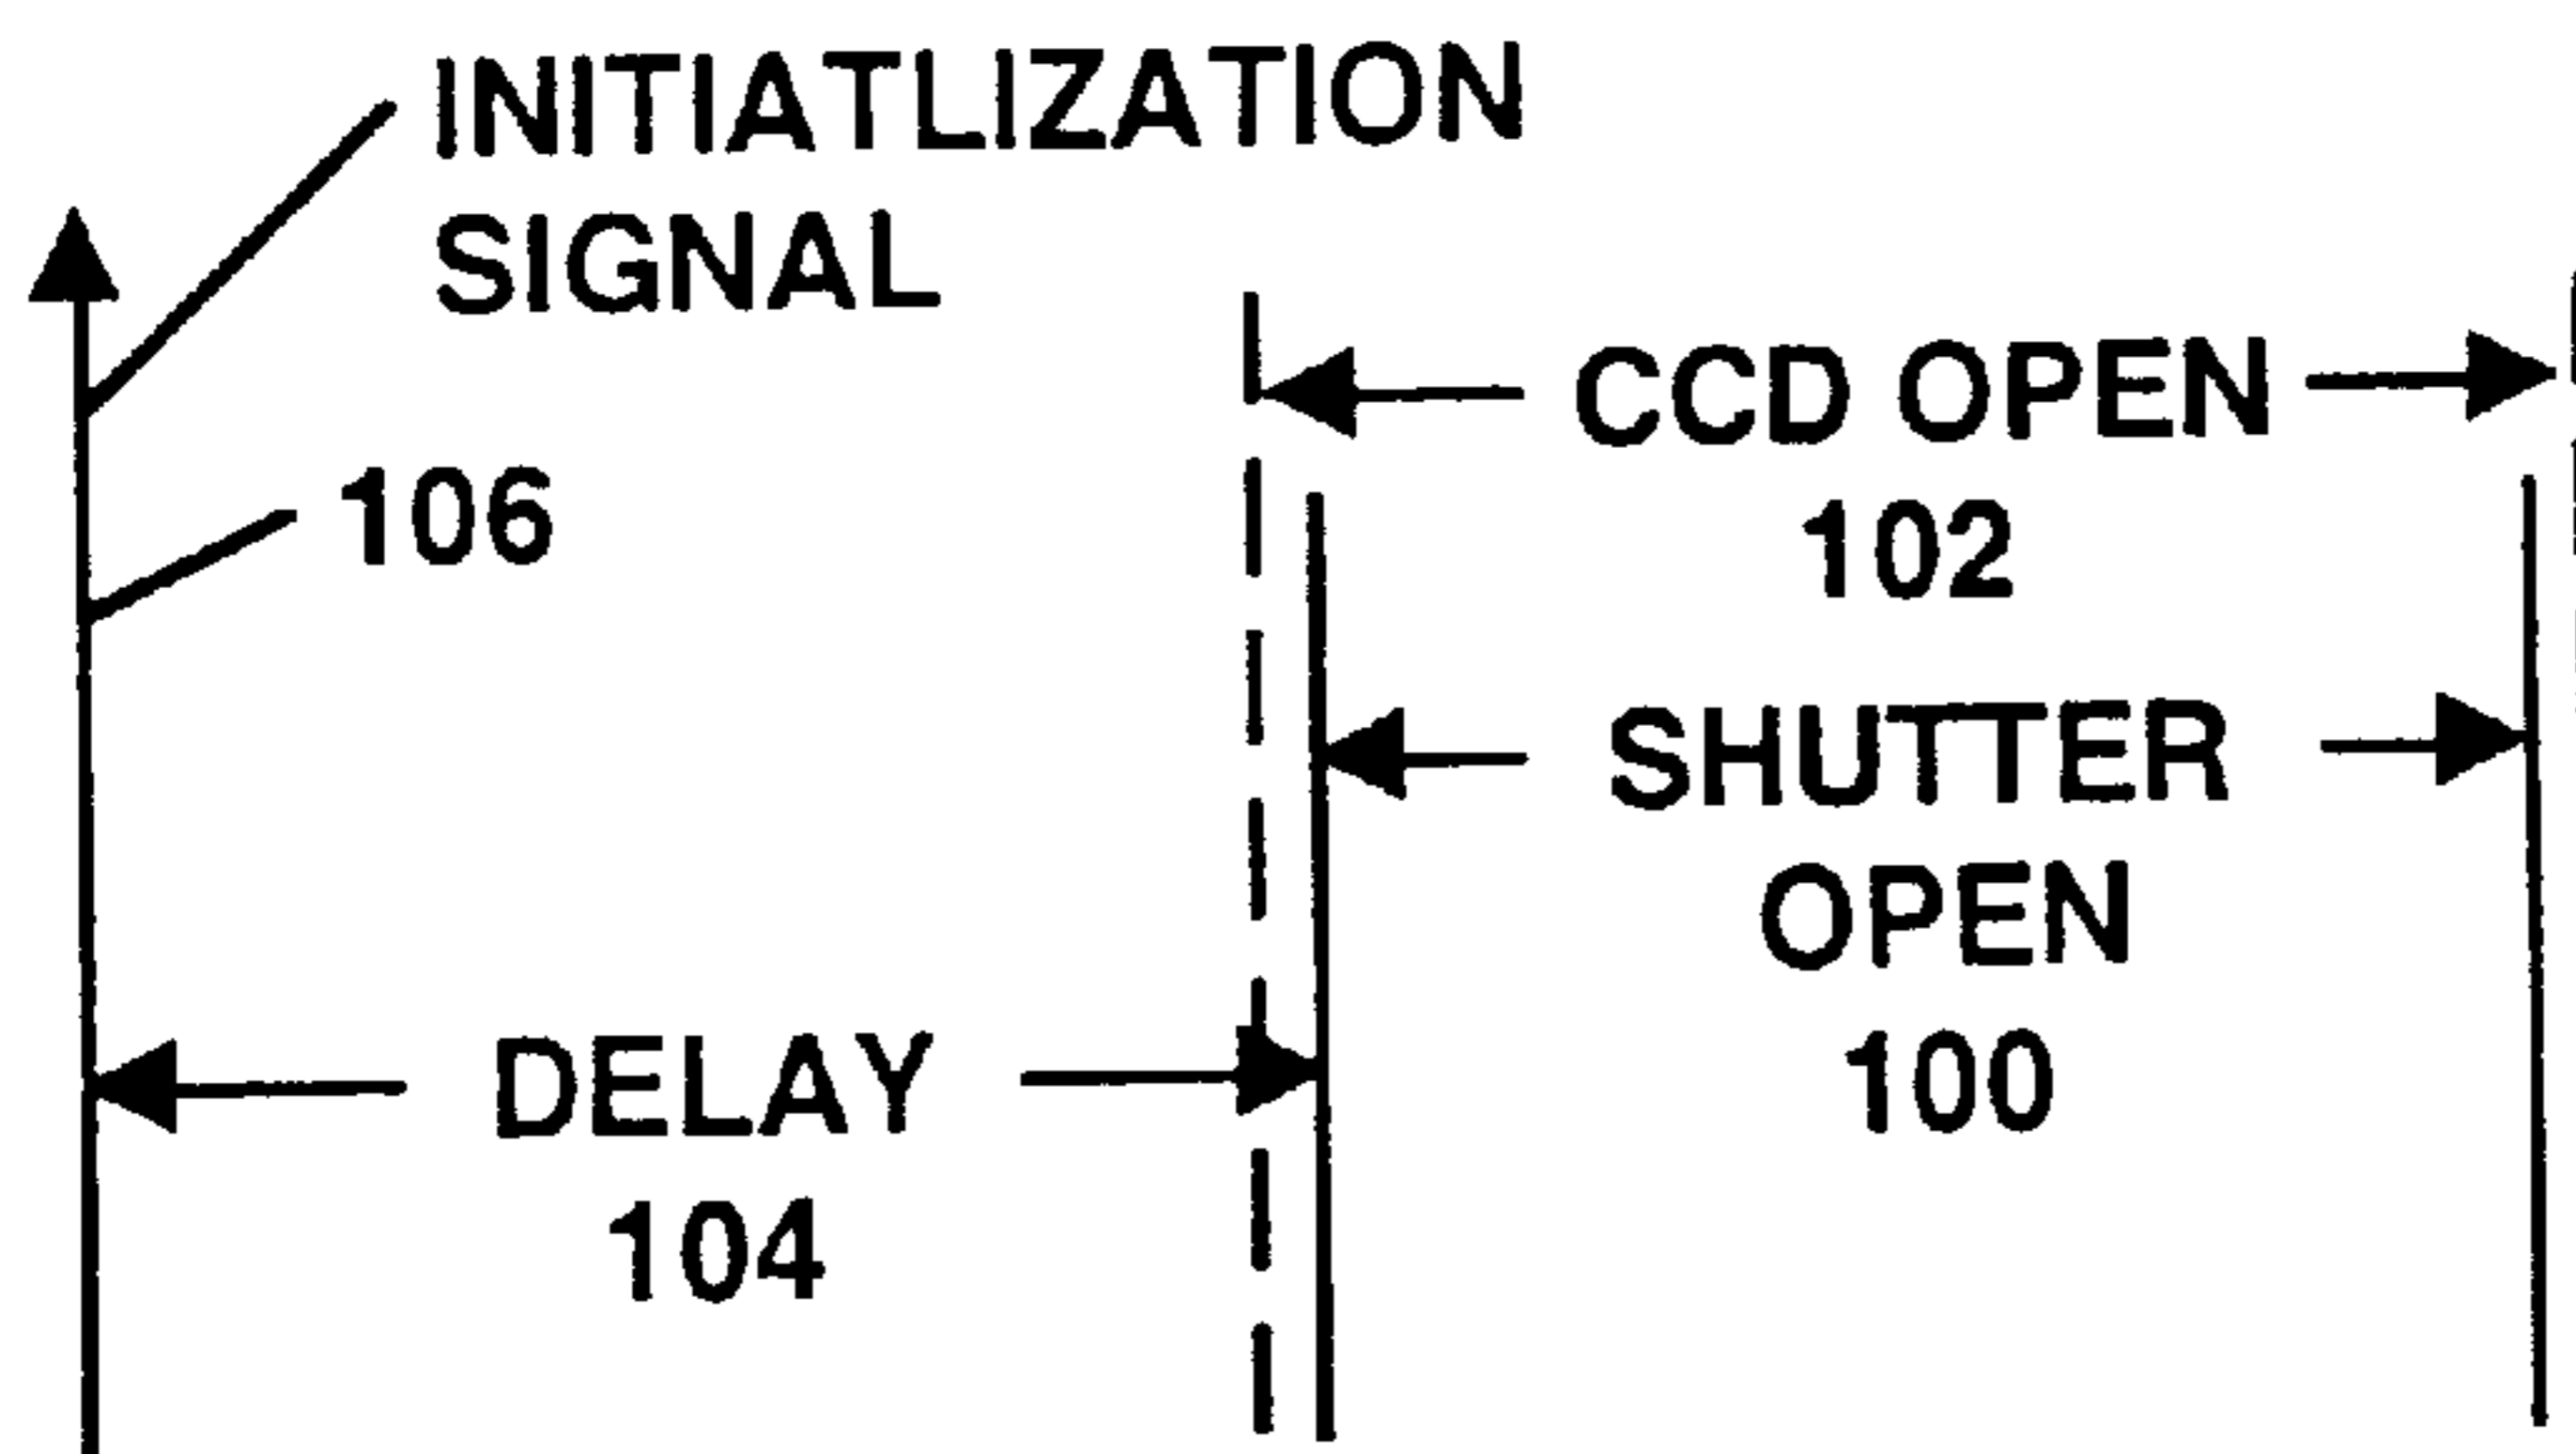 INITIATLIZATION
SIGNAL
106
CCD OPEN
102
SHUTTER
OPEN
100
DELAY
104